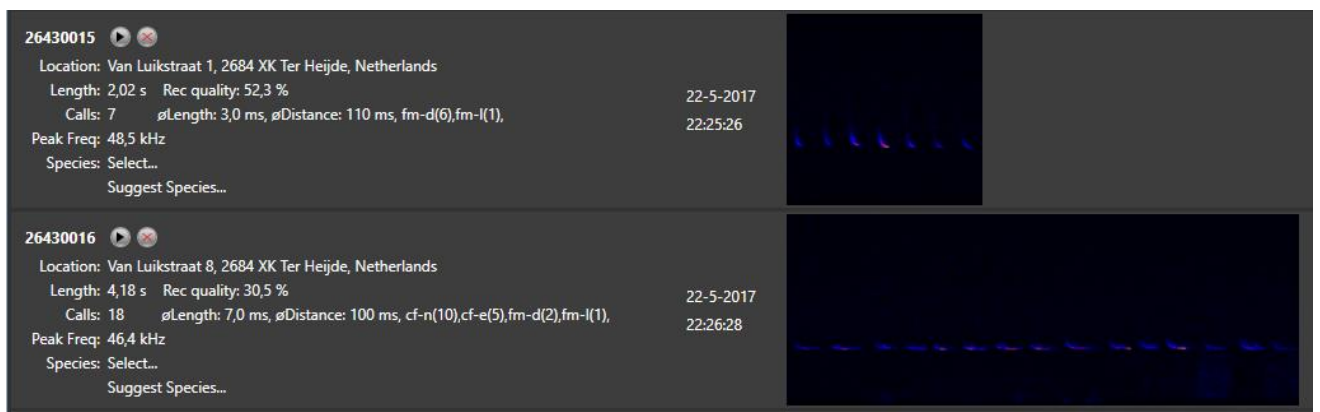 26430015
Location: Van Luikstraat 1, 2684 XK Ter Heijde, Netherlands
Length: 2,02 s Rec quality: 52,3 %
Calls: 7 øLength: 3,0 ms, øDistance: 110 ms, fm-d(6),fm-l(1),
Peak Freq: 48,5 kHz
Species: Select...
Suggest Species...
22-5-2017
22:25:26
26430016
Location: Van Luikstraat 8, 2684 XK Ter Heijde, Netherlands
Length: 4,18 s Rec quality: 30,5 %
Calls: 18 øLength: 7,0 ms, øDistance: 100 ms, cf-n(10),cf-e(5),fm-d(2),fm-l(1),
Peak Freq: 46,4 kHz
Species: Select...
Suggest Species...
22-5-2017
22:26:28